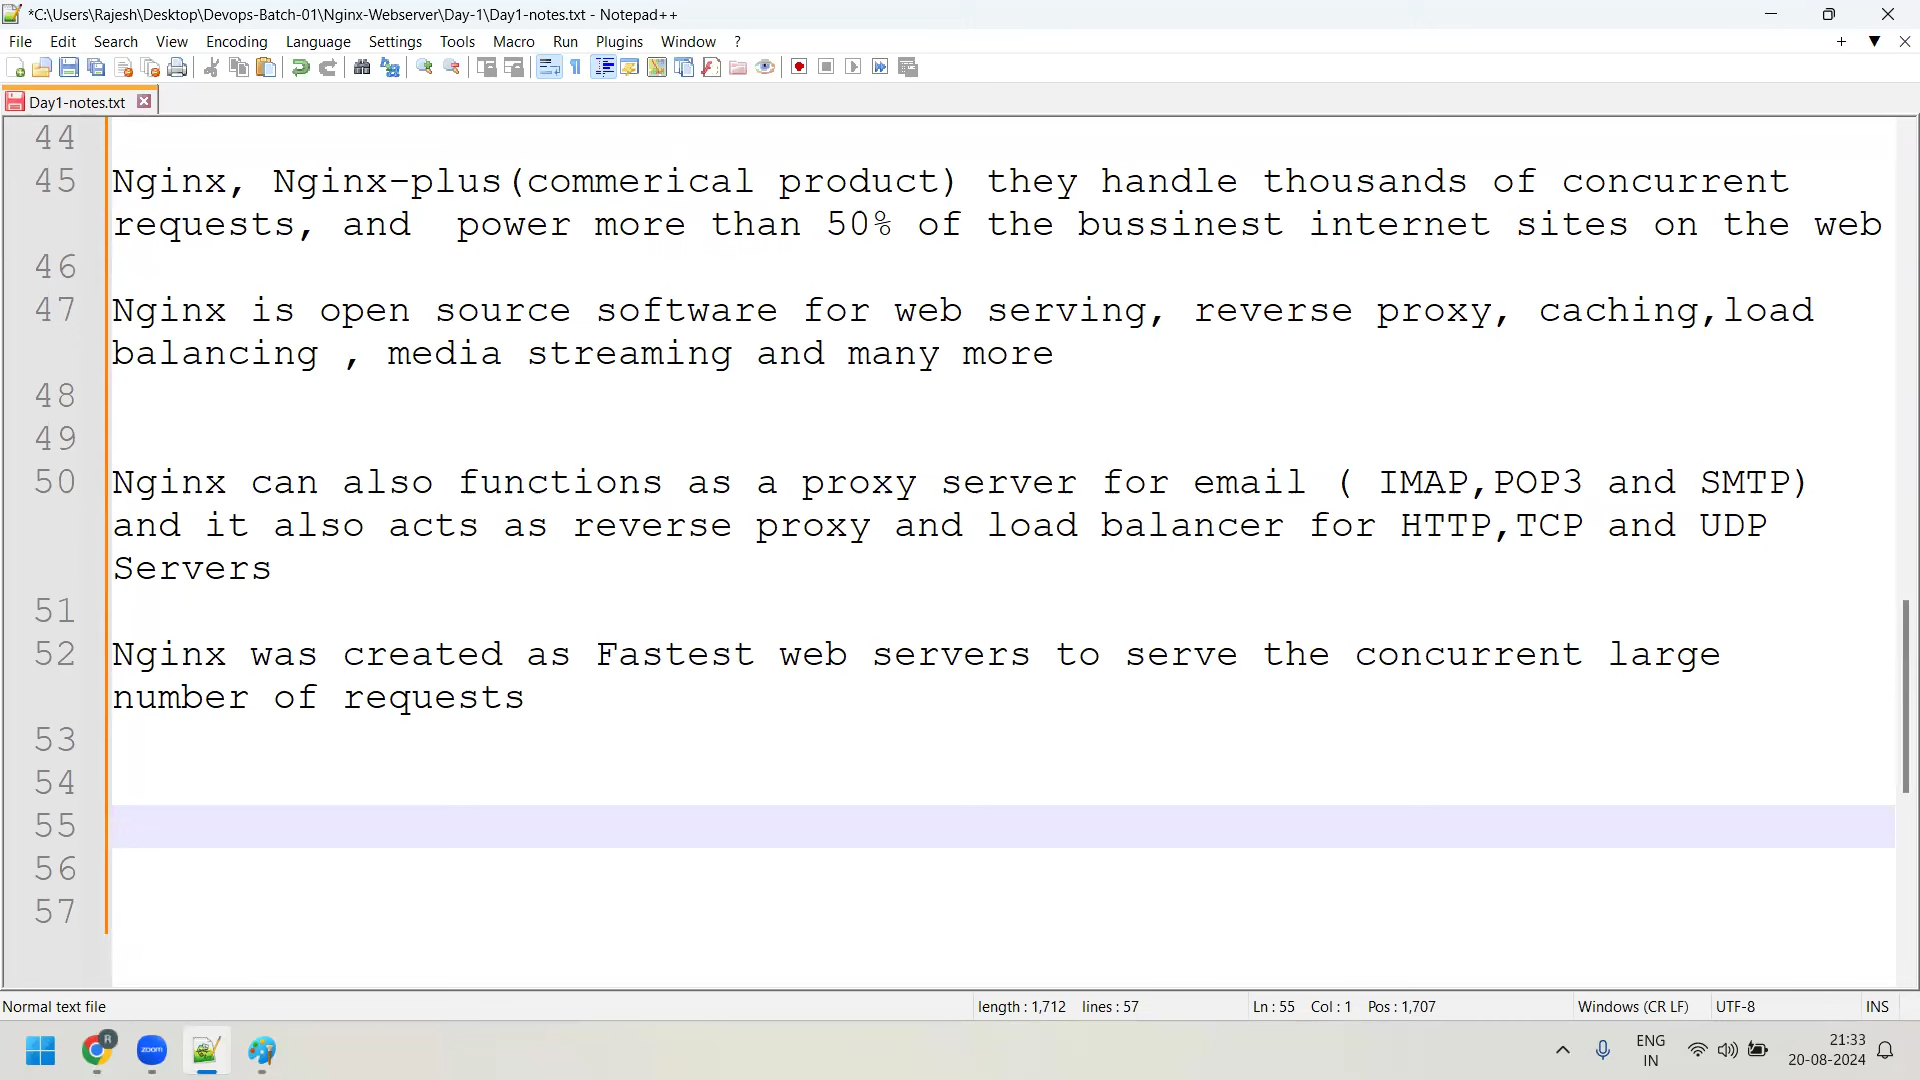 *C:\Users\Rajesh\Desktop\Devops-Batch-01\Nginx-Webserver\Day-1\Day1-notes.txt - Notepad++
File Edit Search View Encoding Language Settings Tools Macro Run Plugins Window ?
Day1-notes.txt
44
45 Nginx, Nginx-plus(commerical product) they handle thousands of concurrent
requests, and  power more than 50% of the bussinest internet sites on the web
46
47 Nginx is open source software for web serving, reverse proxy, caching,load
balancing , media streaming and many more
48
49
50 Nginx can also functions as a proxy server for email ( IMAP,POP3 and SMTP)
and it also acts as reverse proxy and load balancer for HTTP,TCP and UDP
Servers
51
52 Nginx was created as Fastest web servers to serve the concurrent large
number of requests
53
54
55
56
57
Normal text file length : 1,712 lines : 57 Ln : 55 Col : 1 Pos : 1,707 Windows (CR LF) UTF-8 INS
R zoom ENG 21:33
IN 20-08-2024